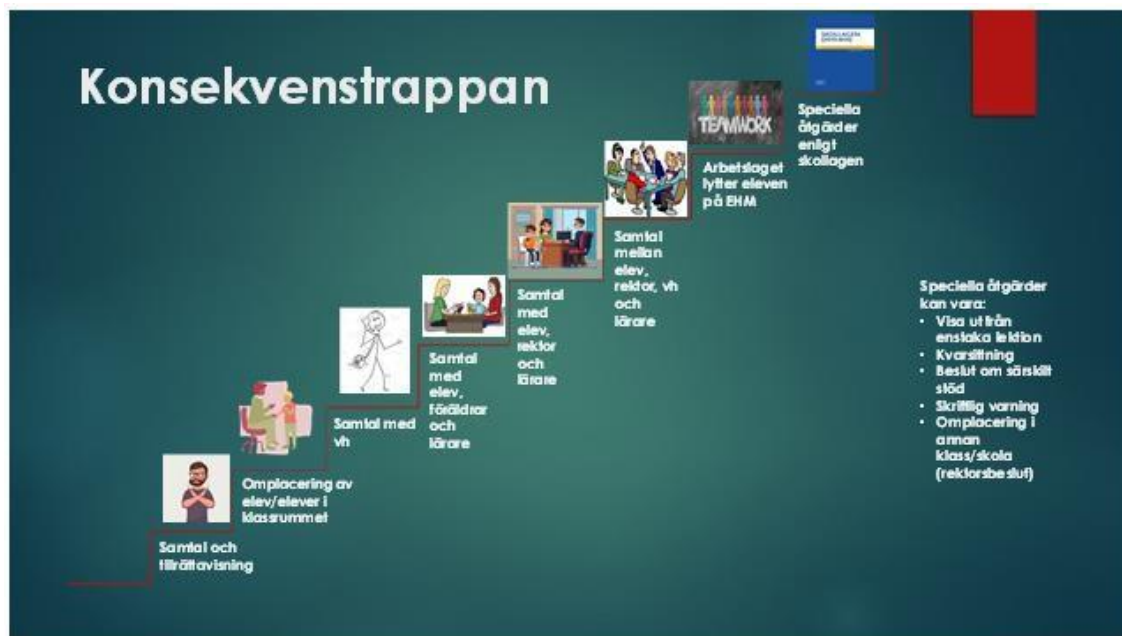 Konsekvenstrappan
Samtal och
tillrättavisning
Omplacering av
elev/elever i
klassrummet
Samtal med
vh
Samtal
med
elev,
föräldrar
och
lärare
Samtal
med
elev,
rektor
och
lärare
Samtal
mellan
elev,
rektor, vh
och
lärare
TEAMWORK
Arbetslaget
lyfter eleven
på EHM
Speciella
åtgärder
enligt
skollagen
Speciella åtgärder
kan vara:
• Visa ut från
enstaka lektion
• Kvarsittning
• Beslut om särskilt
stöd
• Skriftlig varning
• Omplacering i
annan
klass/skola
(rektorsbeslut)